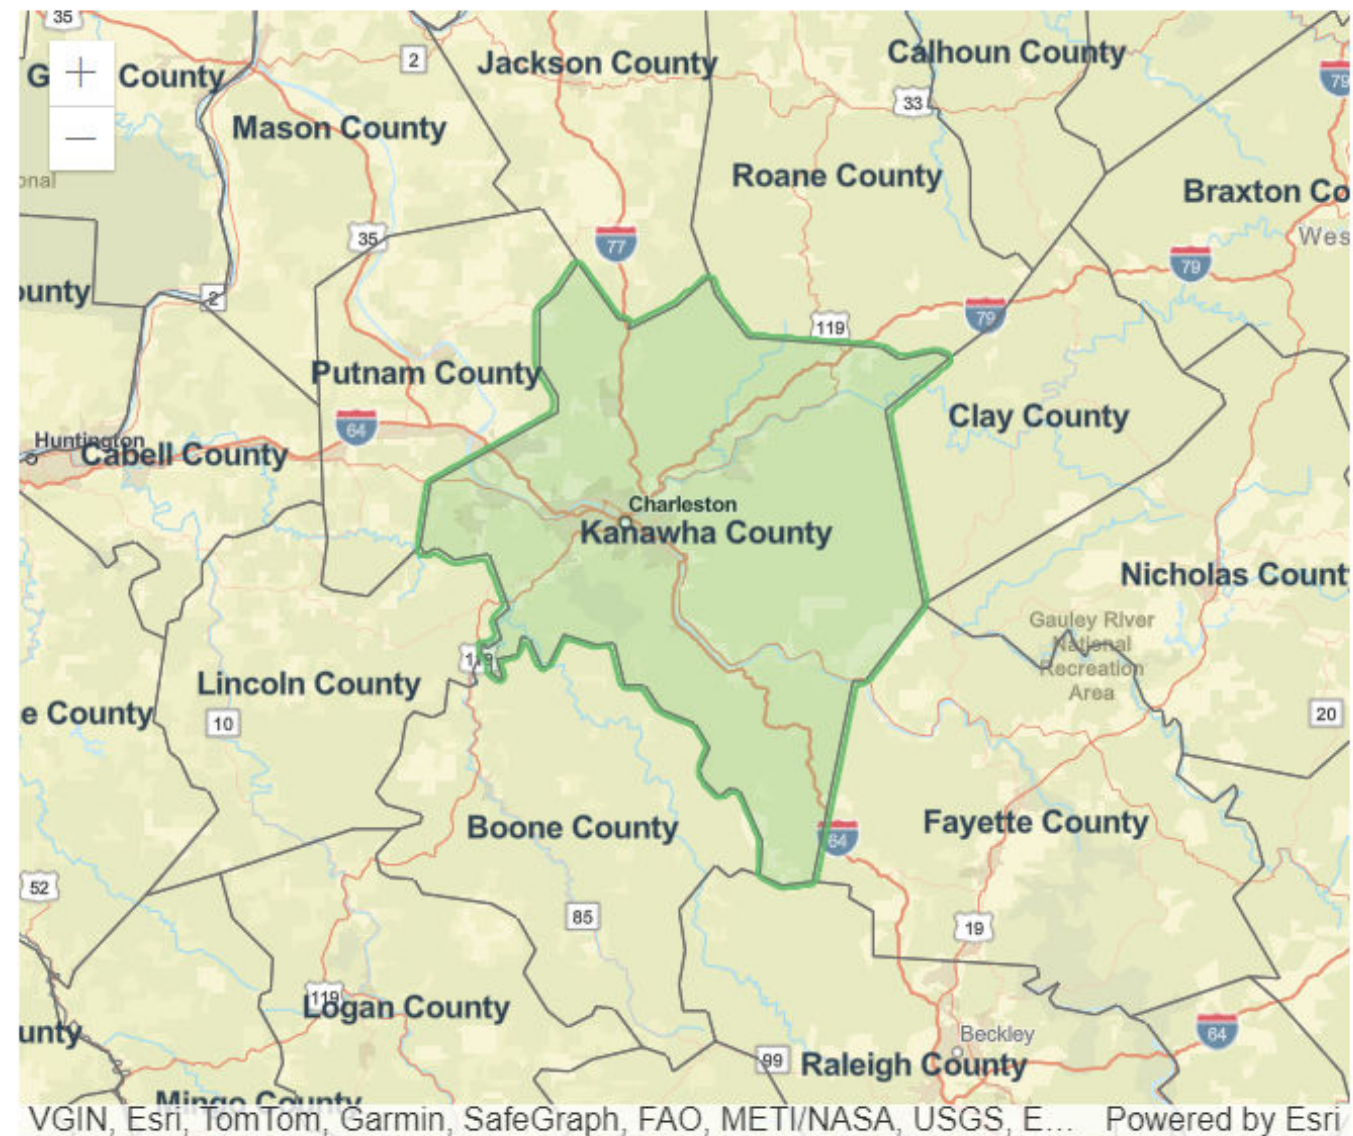 35
2
Jackson County
Calhoun County
79
County
33
Mason County
Roane County
Braxton Co
35
77
79
Wes
2
79
119
Putnam County
64
Clay County
Huntington
Cabell County
Charleston
Kanawha County
Nicholas Count
Gauley River
National
Recreation
Area
Lincoln County
e County
10
20
Boone County
64
Fayette County
52
85
19
119
Logan County
64
unty
Beckley
99
Raleigh County
Mingo County
VGIN, Esri, TomTom, Garmin, SafeGraph, FAO, METI/NASA, USGS, E... Powered by Esri